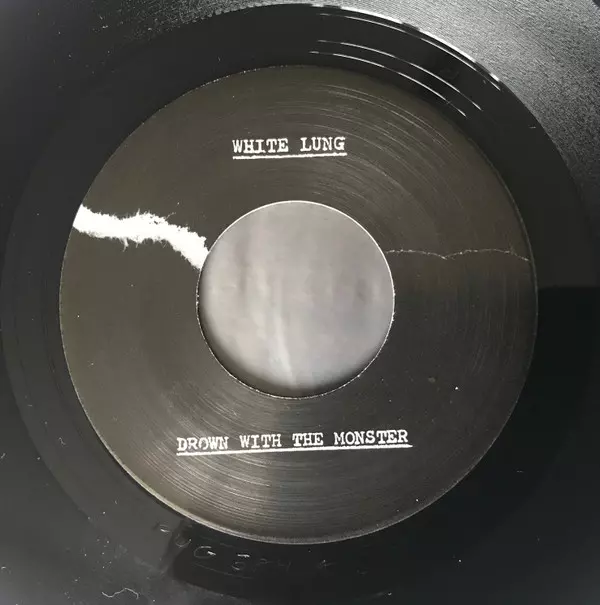 WHITE LUNG
DROWN WITH THE MONSTER